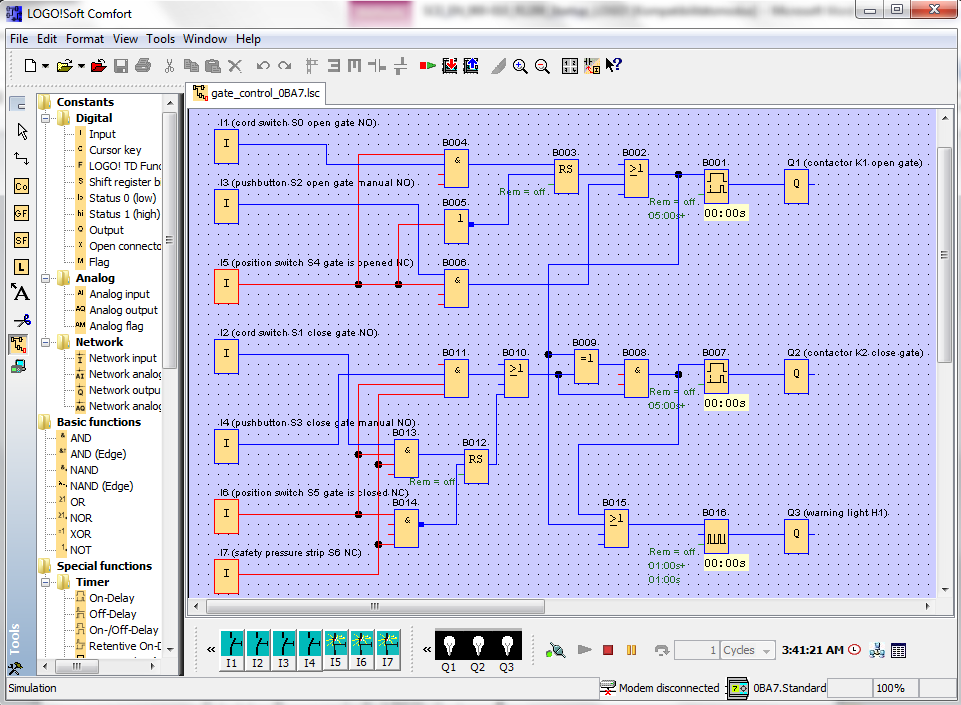 LOGO!Soft Comfort
File Edit Format View Tools Window Help
gate_control_0BA7.lsc
Constants
Digital
Input
Cursor key
LOGO! TD Func
Shift register b
Status 0 (low)
Status 1 (high)
Output
Open connecto
Flag
Analog
Analog input
Analog output
Analog flag
Network
Network input
Network analog
Network outpu
Network analog
Basic functions
AND
AND (Edge)
NAND
NAND (Edge)
OR
NOR
XOR
NOT
Special functions
Timer
On-Delay
Off-Delay
On-/Off-Delay
Retentive On-D
Co
GF
SF
L
A
Tools
I1 (cord switch S0 open gate NO)
I
B004
&
B003
RS
Rem = off
B002
≥1
B001
Rem = off
05:00s+
00:00s
Q1 (contactor K1 open gate)
Q
I3 (pushbutton S2 open gate manual NO)
I
B005
1
I5 (position switch S4 gate is opened NC)
I
B006
&
I2 (cord switch S1 close gate NO)
I
B011
&
B010
≥1
B009
=1
B008
&
B007
Rem = off
05:00s+
00:00s
Q2 (contactor K2 close gate)
Q
I4 (pushbutton S3 close gate manual NO)
I
B013
&
B012
RS
Rem = off
I6 (position switch S5 gate is closed NC)
I
B014
&
B015
≥1
B016
Rem = off
01:00s+
01:00s
00:00s
Q3 (warning light H1)
Q
I7 (safety pressure strip S6 NC)
I
I1 I2 I3 I4 I5 I6 I7
Q1 Q2 Q3
1 Cycles
3:41:21 AM
Simulation
Modem disconnected
0BA7.Standard
100%